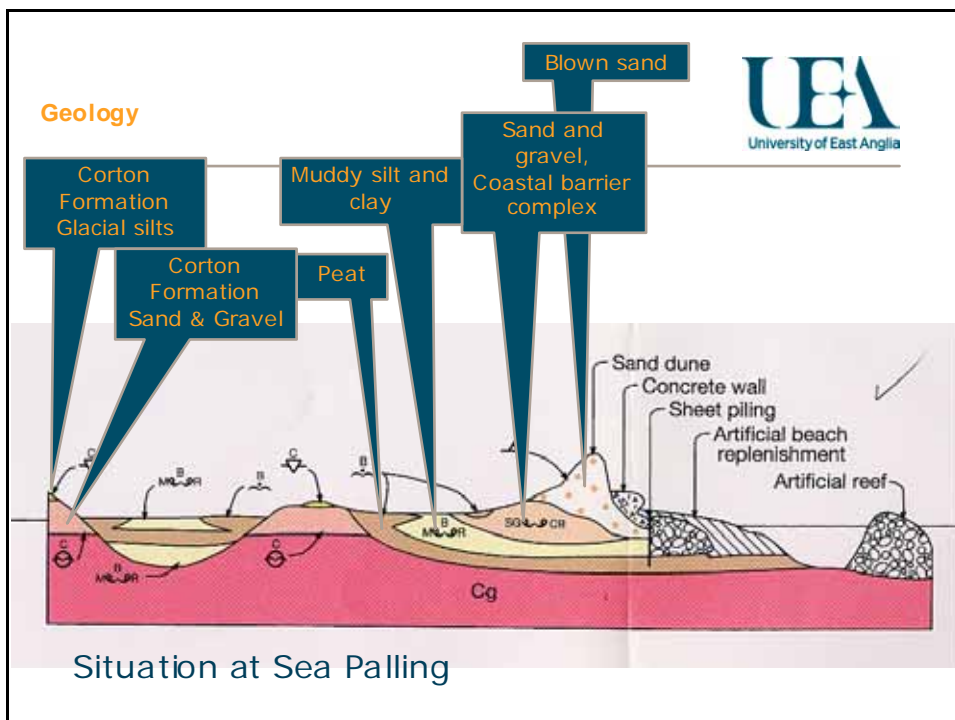 Geology
Blown sand
UEA
University of East Anglia
Corton
Formation
Glacial silts
Corton
Formation
Sand & Gravel
Peat
Muddy silt and
clay
Sand and
gravel,
Coastal barrier
complex
Sand dune
Concrete wall
Sheet piling
Artificial beach
replenishment
Artificial reef
C
B
M R
B
C
B
B
M R
SG CR
C
C
B
M R
Cg
Situation at Sea Palling